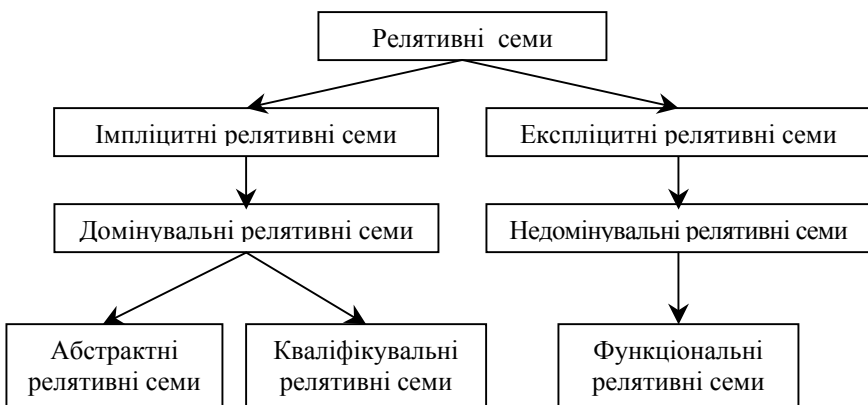 Релятивні семи
Імпліцитні релятивні семи
Експліцитні релятивні семи
Домінувальні релятивні семи
Недомінувальні релятивні семи
Абстрактні
релятивні семи
Кваліфікувальні
релятивні семи
Функціональні
релятивні семи